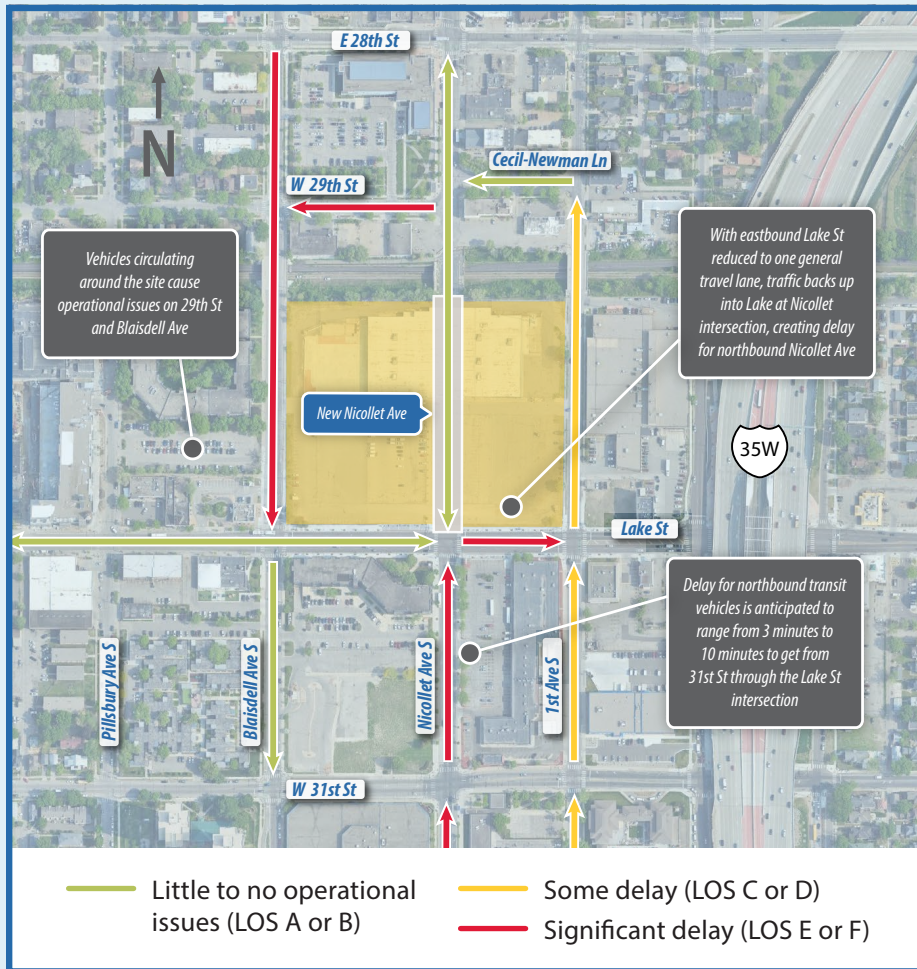 E 28th St
N
Cecil-Newman Ln
W 29th St
Vehicles circulating
around the site cause
operational issues on 29th St
and Blaisdell Ave
With eastbound Lake St
reduced to one general
travel lane, traffic backs up
into Lake at Nicollet
intersection, creating delay
for northbound Nicollet Ave
New Nicollet Ave
35W
Lake St
Delay for northbound transit
vehicles is anticipated to
range from 3 minutes to
10 minutes to get from
31st St through the Lake St
intersection
Pillsbury Ave S
Blaisdell Ave S
Nicollet Ave S
1st Ave S
W 31st St
Little to no operational
issues (LOS A or B)
Some delay (LOS C or D)
Significant delay (LOS E or F)